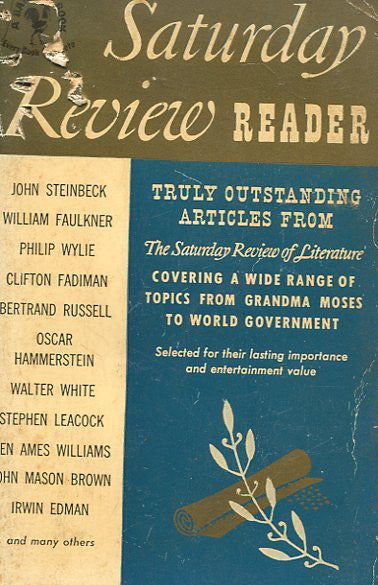 Every Book
Saturday
Review READER
JOHN STEINBECK
WILLIAM FAULKNER
PHILIP WYLIE
CLIFTON FADIMAN
BERTRAND RUSSELL
OSCAR
HAMMERSTEIN
WALTER WHITE
STEPHEN LEACOCK
EN AMES WILLIAMS
OHN MASON BROWN
IRWIN EDMAN
and many others
TRULY OUTSTANDING
ARTICLES FROM
The Saturday Review of Literature
COVERING A WIDE RANGE OF
TOPICS FROM GRANDMA MOSES
TO WORLD GOVERNMENT
Selected for their lasting importance
and entertainment value